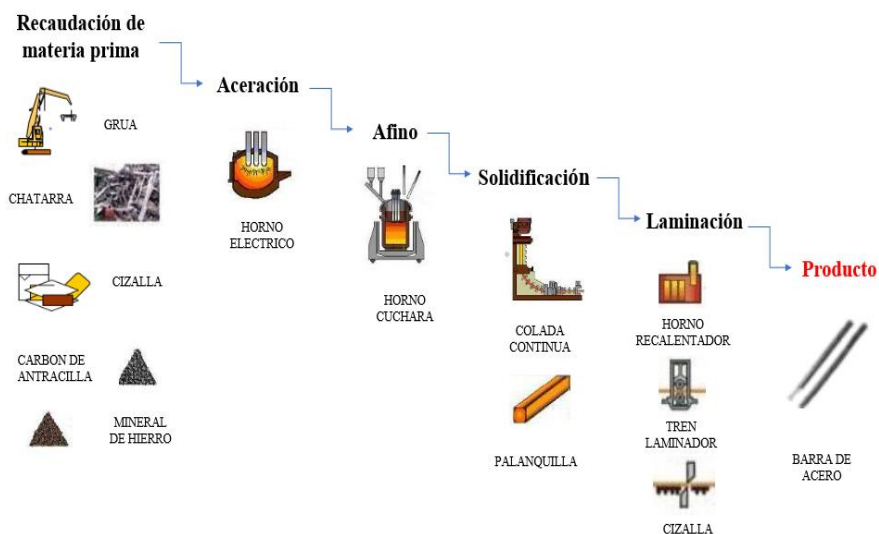 Recaudación de
materia prima
GRUA
CHATARRA
CIZALLA
CARBON DE
ANTRACILLA
MINERAL
DE HIERRO
Aceración
HORNO
ELECTRICO
Afino
HORNO
CUCHARA
Solidificación
COLADA
CONTINUA
PALANQUILLA
Laminación
HORNO
RECALENTADOR
TREN
LAMINADOR
CIZALLA
Producto
BARRA DE
ACERO